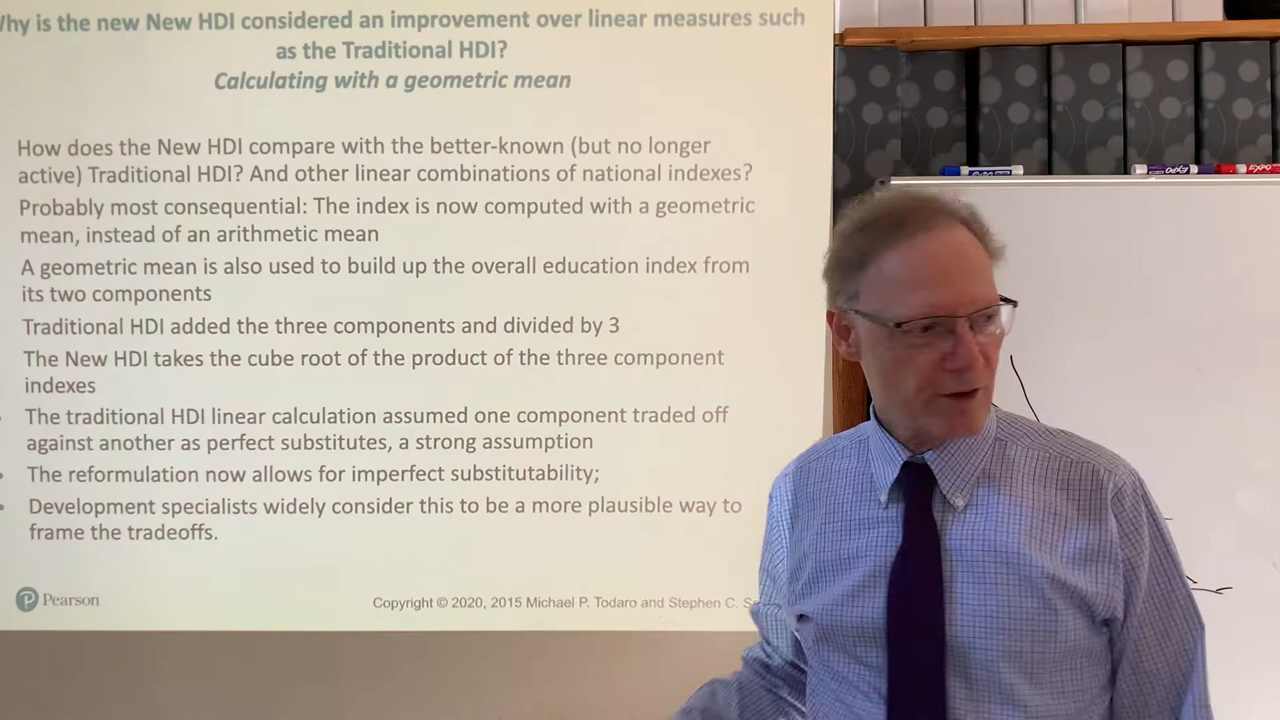 Why is the new New HDI considered an improvement over linear measures such
as the Traditional HDI?
Calculating with a geometric mean
How does the New HDI compare with the better-known (but no longer
active) Traditional HDI? And other linear combinations of national indexes?
Probably most consequential: The index is now computed with a geometric
mean, instead of an arithmetic mean
A geometric mean is also used to build up the overall education index from
its two components
Traditional HDI added the three components and divided by 3
The New HDI takes the cube root of the product of the three component
indexes
The traditional HDI linear calculation assumed one component traded off
against another as perfect substitutes, a strong assumption
The reformulation now allows for imperfect substitutability;
Development specialists widely consider this to be a more plausible way to
frame the tradeoffs.
P Pearson
Copyright © 2020, 2015 Michael P. Todaro and Stephen C.
EXPO
EXPO